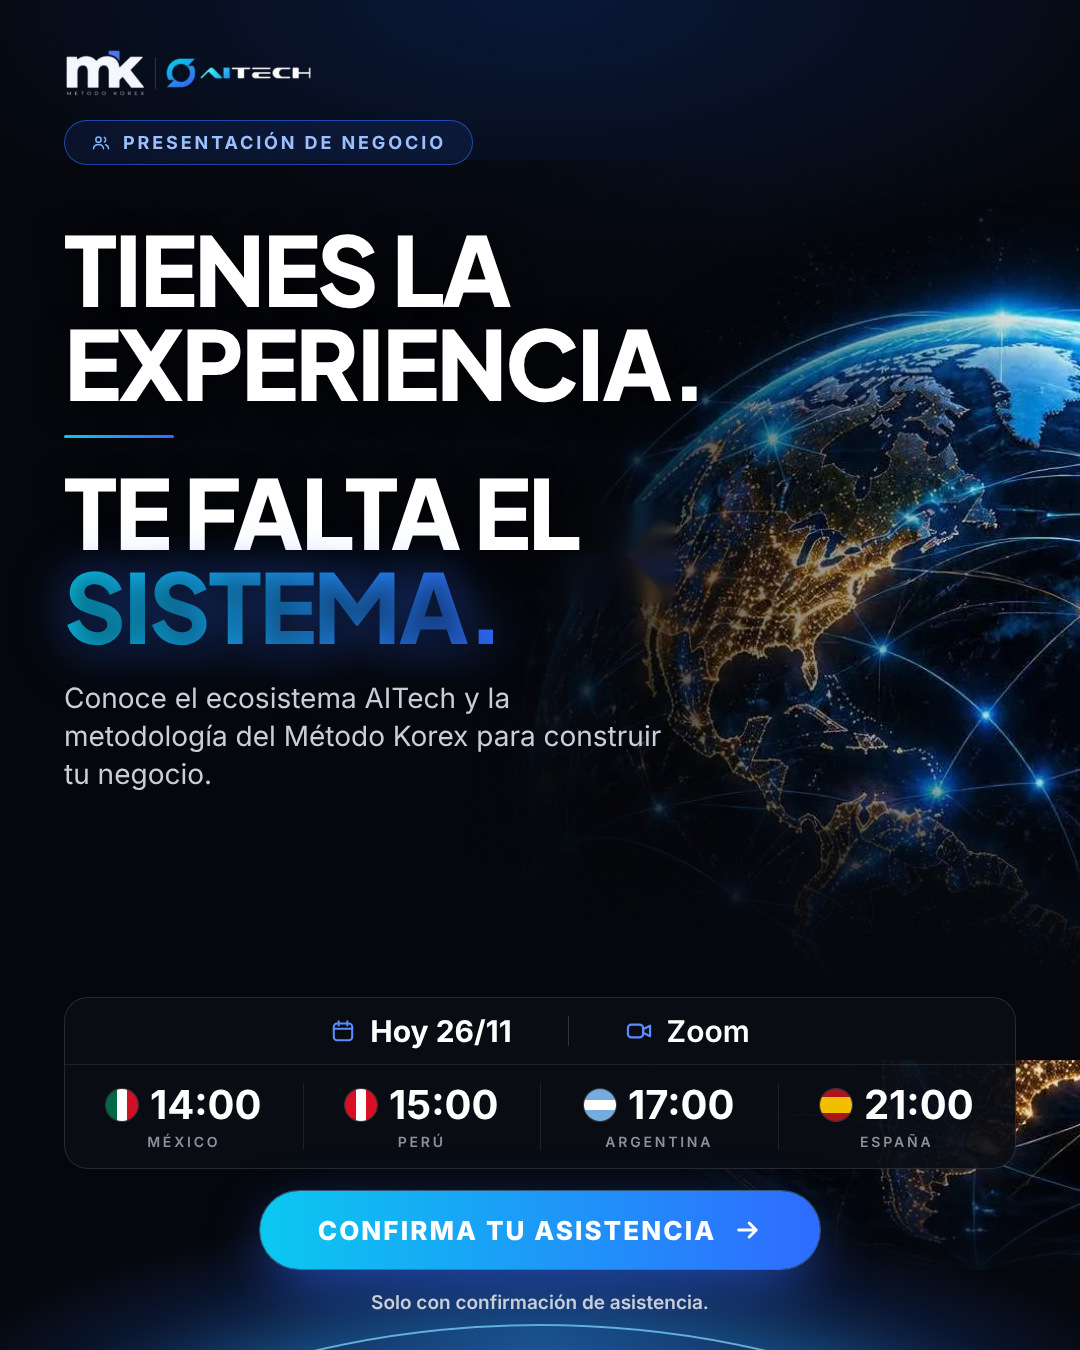 mk
METODO KOREX
AITECH
PRESENTACIÓN DE NEGOCIO
TIENES LA
EXPERIENCIA.
TE FALTA EL
SISTEMA.
Conoce el ecosistema AITech y la
metodología del Método Korex para construir
tu negocio.
Hoy 26/11
Zoom
14:00
MÉXICO
15:00
PERÚ
17:00
ARGENTINA
21:00
ESPAÑA
CONFIRMA TU ASISTENCIA →
Solo con confirmación de asistencia.